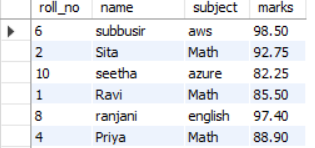 roll_no name subject marks
6 subbusir aws 98.50
2 Sita Math 92.75
10 seetha azure 82.25
1 Ravi Math 85.50
8 ranjani english 97.40
4 Priya Math 88.90